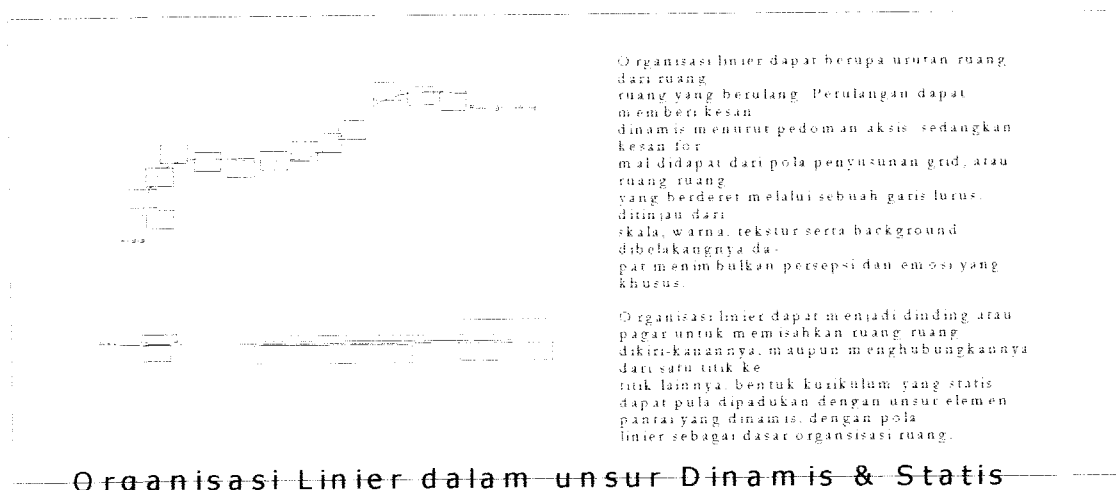 Organisasi linier dapat berupa urutan ruang
dari ruang
ruang yang berulang. Perulangan dapat
memberi kesan
dinamis menurut pedoman aksis, sedangkan
kesan for
mal didapat dari pola penyusunan grid, atau
ruang ruang
yang berderet melalui sebuah garis lurus,
ditinjau dari
skala, warna, tekstur serta background
dibelakangnya da-
pat menimbulkan persepsi dan emosi yang
khusus.
Organisasi linier dapat menjadi dinding atau
pagar untuk memisahkan ruang ruang
dikiri-kanannya, maupun menghubungkannya
dari satu titik ke
titik lainnya, bentuk kurikulum yang statis
dapat pula dipadukan dengan unsur elemen
pantai yang dinamis, dengan pola
linier sebagai dasar organsisasi ruang.
Organisasi Linier dalam unsur Dinamis & Statis